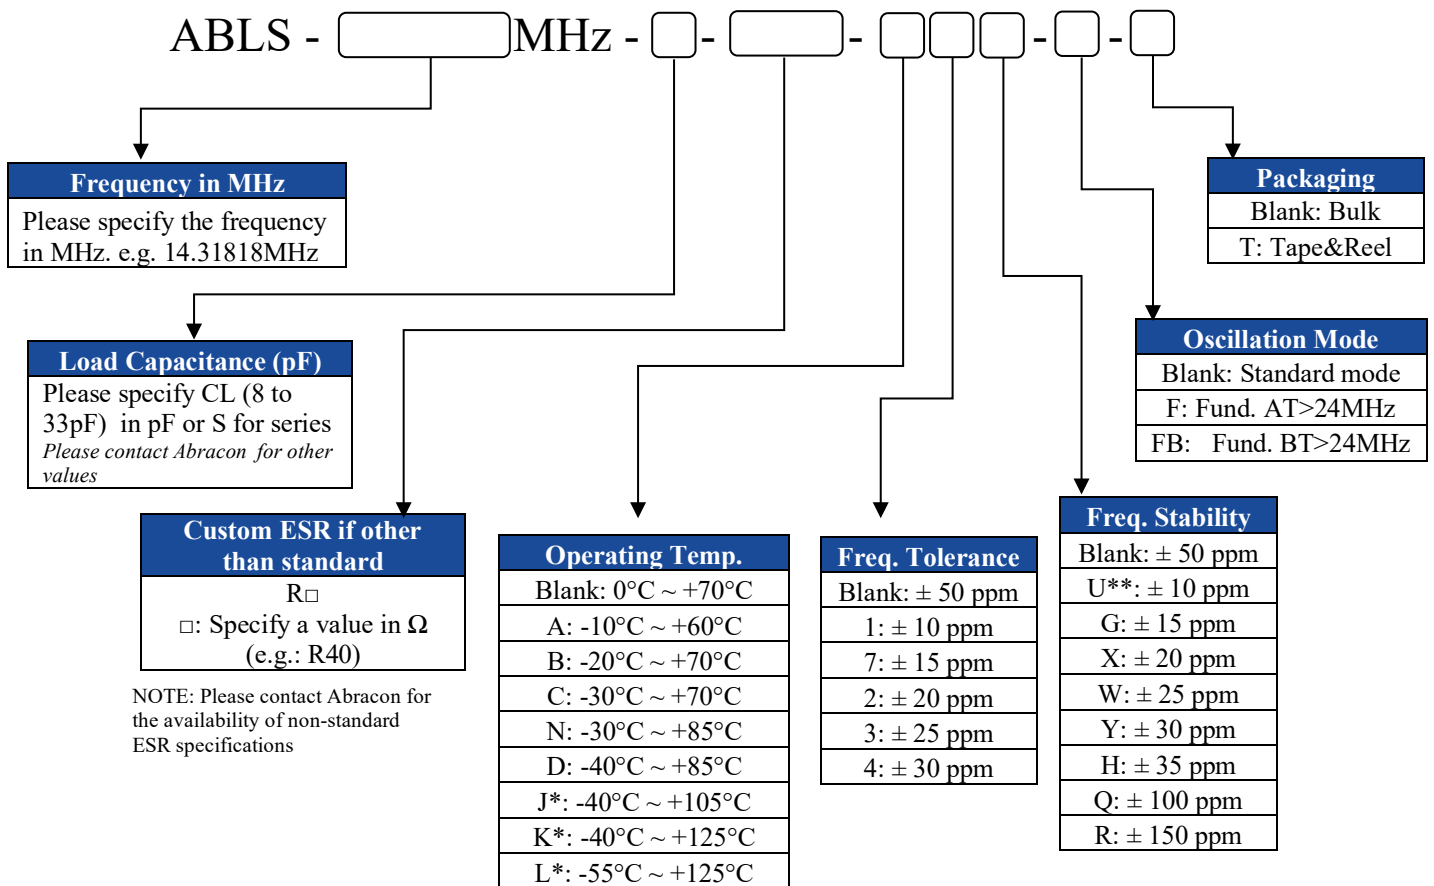 ABLS - MHz - - - - -
Frequency in MHz
Please specify the frequency
in MHz. e.g. 14.31818MHz
Load Capacitance (pF)
Please specify CL (8 to
33pF) in pF or S for series
Please contact Abracon for other
values
Custom ESR if other
than standard
R□
□: Specify a value in Ω
(e.g.: R40)
NOTE: Please contact Abracon for
the availability of non-standard
ESR specifications
Operating Temp.
Blank: 0°C ~ +70°C
A: -10°C ~ +60°C
B: -20°C ~ +70°C
C: -30°C ~ +70°C
N: -30°C ~ +85°C
D: -40°C ~ +85°C
J*: -40°C ~ +105°C
K*: -40°C ~ +125°C
L*: -55°C ~ +125°C
Freq. Tolerance
Blank: ± 50 ppm
1: ± 10 ppm
7: ± 15 ppm
2: ± 20 ppm
3: ± 25 ppm
4: ± 30 ppm
Freq. Stability
Blank: ± 50 ppm
U**: ± 10 ppm
G: ± 15 ppm
X: ± 20 ppm
W: ± 25 ppm
Y: ± 30 ppm
H: ± 35 ppm
Q: ± 100 ppm
R: ± 150 ppm
Oscillation Mode
Blank: Standard mode
F: Fund. AT>24MHz
FB: Fund. BT>24MHz
Packaging
Blank: Bulk
T: Tape&Reel